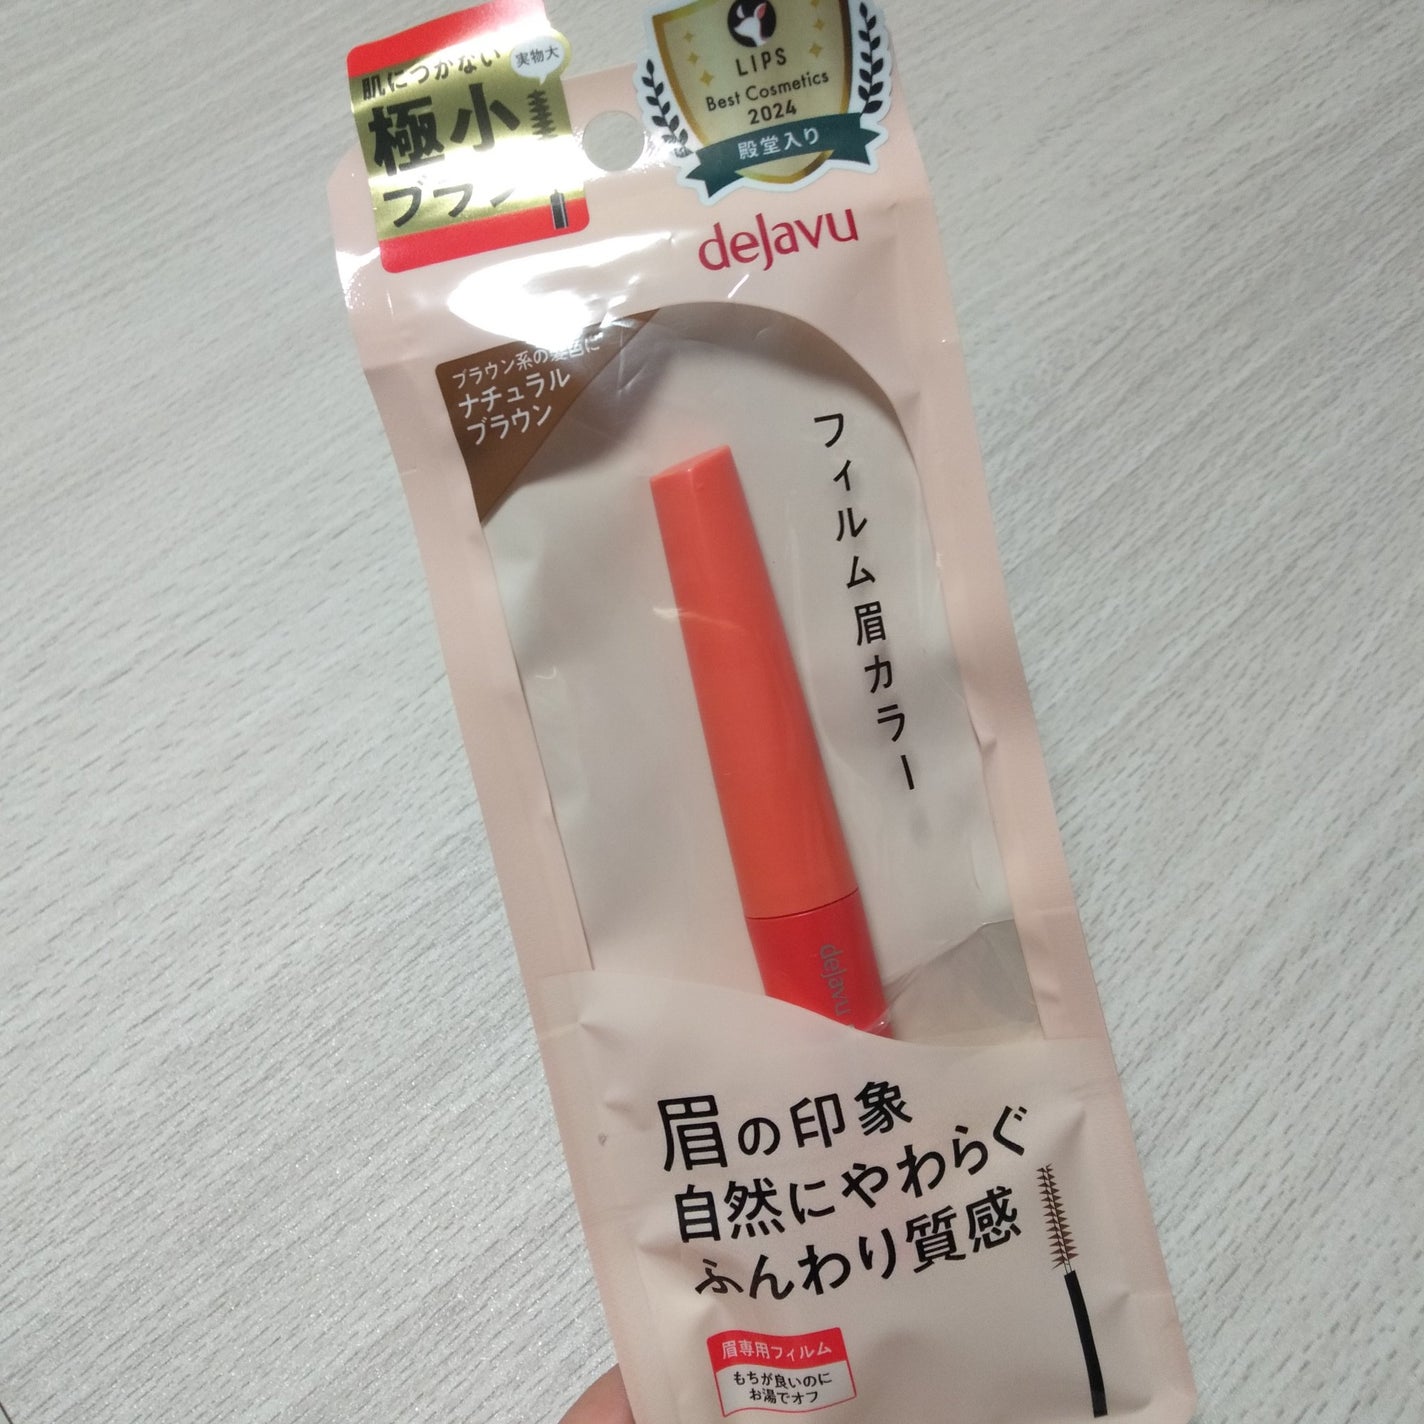 肌につかない
実物大
極小
ブラシ
LIPS
Best Cosmetics
2024
殿堂入り
dejavu
ブラウン系の髪色に
ナチュラル
ブラウン
フィルム眉カラー
dejavu
眉の印象
自然にやわらぐ
ふんわり質感
眉専用フィルム
もちが良いのに
お湯でオフ